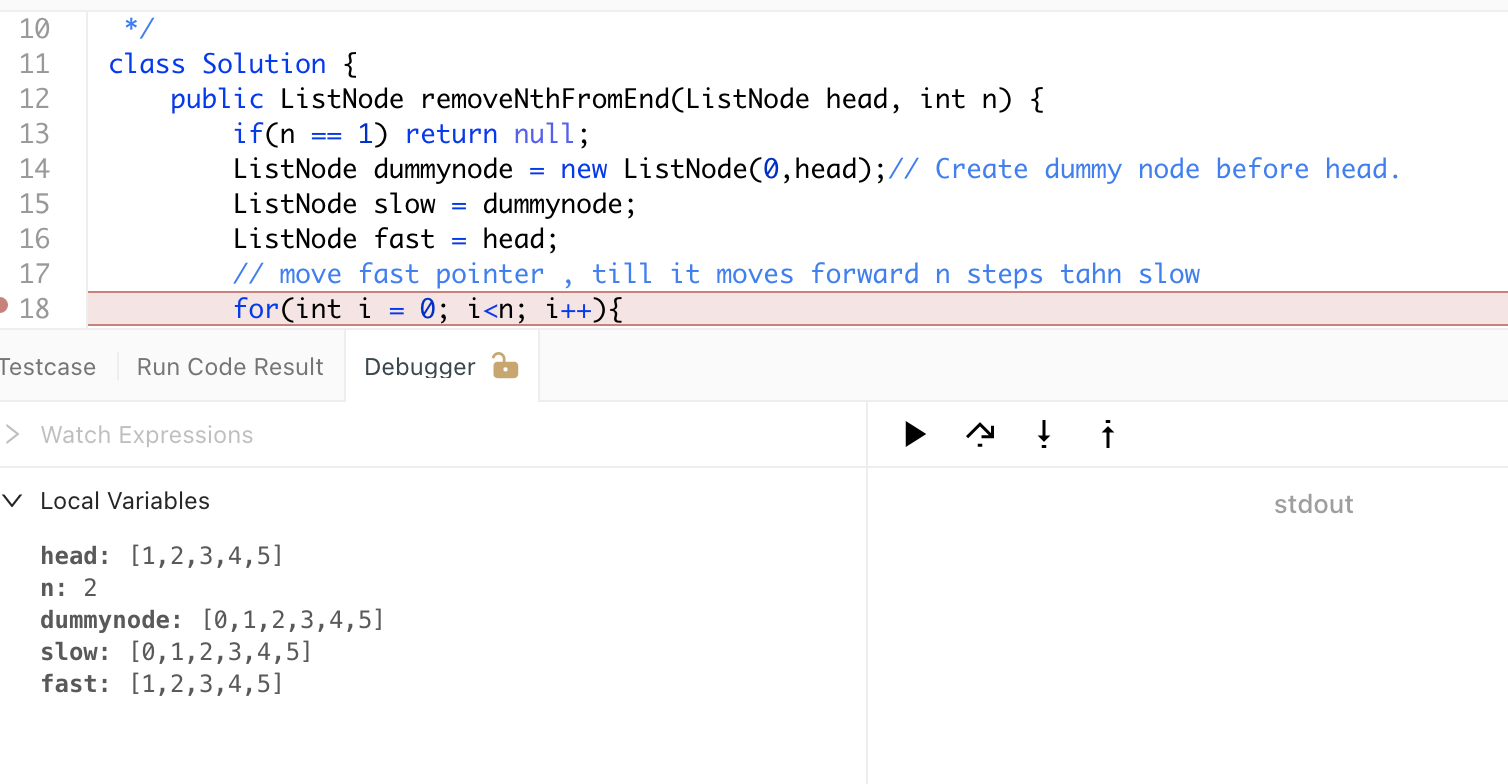 10 */
11 class Solution {
12 public ListNode removeNthFromEnd(ListNode head, int n) {
13 if(n == 1) return null;
14 ListNode dummynode = new ListNode(0,head);// Create dummy node before head.
15 ListNode slow = dummynode;
16 ListNode fast = head;
17 // move fast pointer , till it moves forward n steps tahn slow
18 for(int i = 0; i<n; i++){
Testcase Run Code Result Debugger
Watch Expressions
Local Variables
stdout
head: [1,2,3,4,5]
n: 2
dummynode: [0,1,2,3,4,5]
slow: [0,1,2,3,4,5]
fast: [1,2,3,4,5]